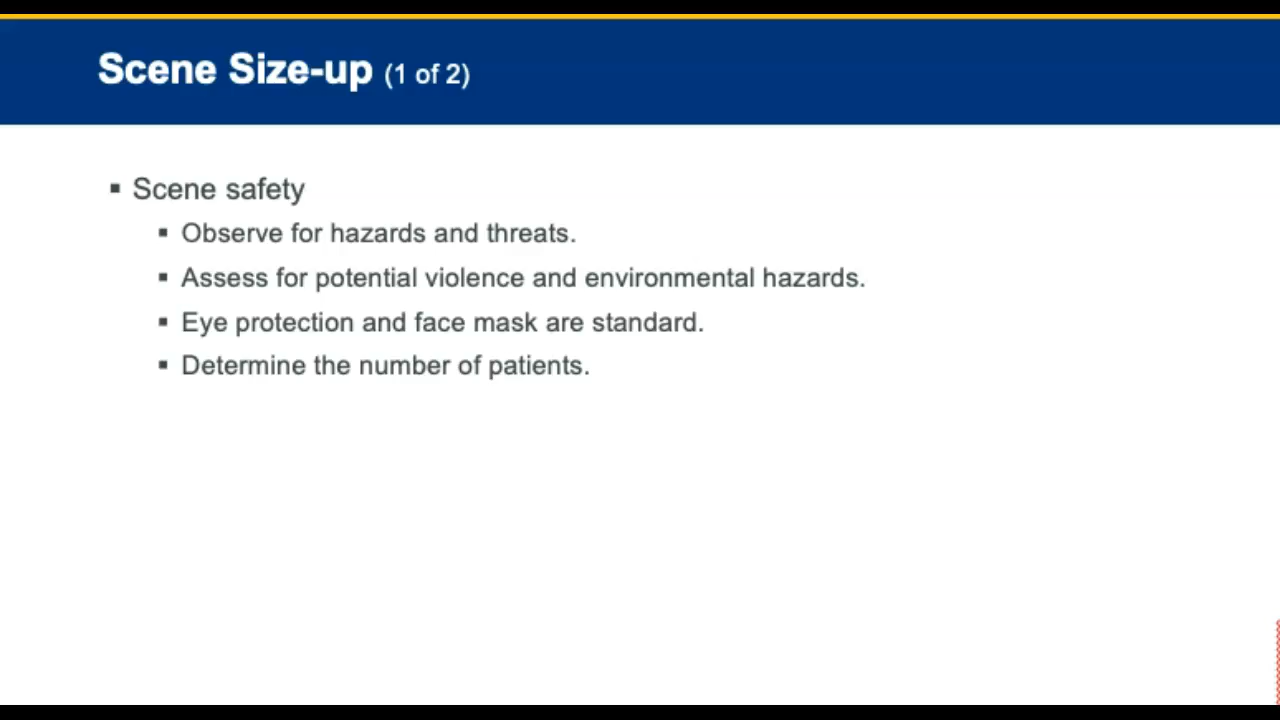 Scene Size-up (1 of 2)
▪ Scene safety
▪ Observe for hazards and threats.
▪ Assess for potential violence and environmental hazards.
▪ Eye protection and face mask are standard.
▪ Determine the number of patients.